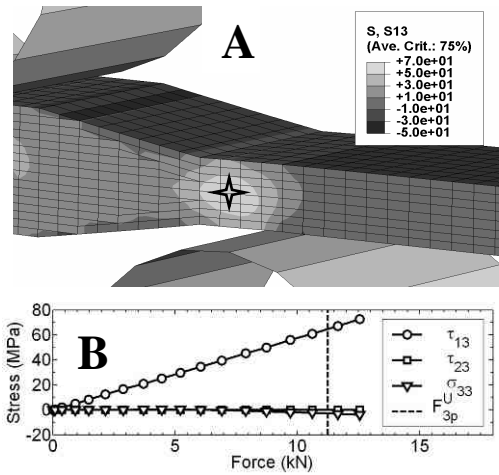 A
S, S13
(Ave. Crit.: 75%)
+7.0e+01
+5.0e+01
+3.0e+01
+1.0e+01
-1.0e+01
-3.0e+01
-5.0e+01
B
Stress (MPa)
80
60
40
20
0
-20
0 5 10 15
Force (kN)
τ13
τ23
σ33
F^U_3p